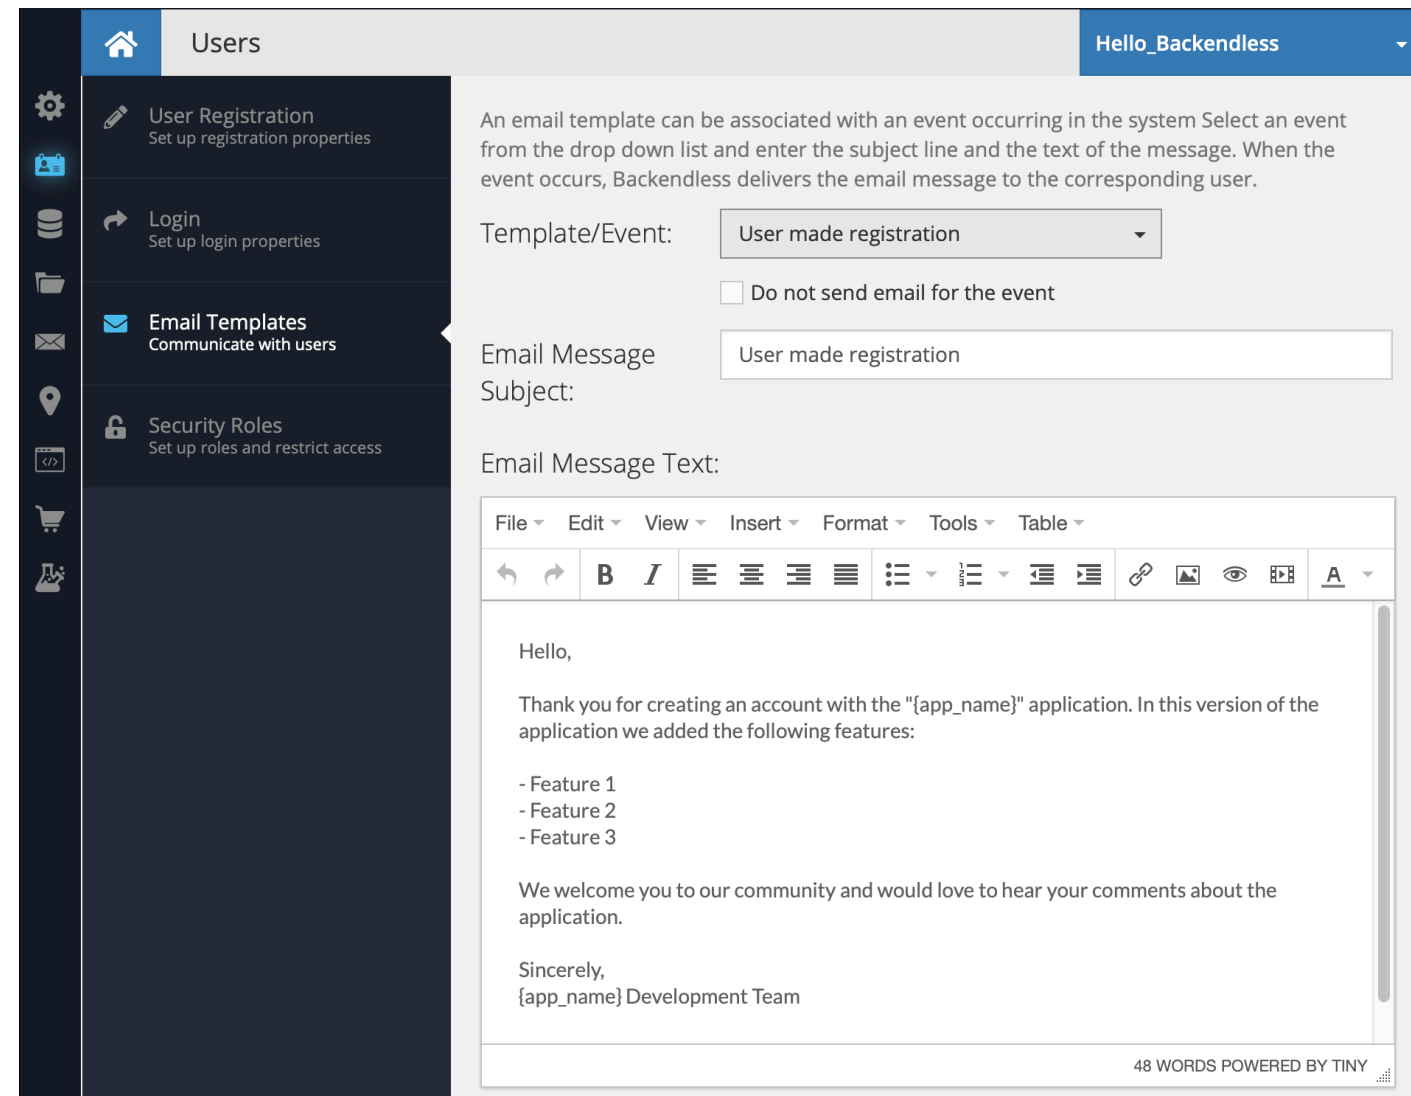 Users
Hello_Backendless
User Registration
Set up registration properties
Login
Set up login properties
Email Templates
Communicate with users
Security Roles
Set up roles and restrict access
An email template can be associated with an event occurring in the system Select an event
from the drop down list and enter the subject line and the text of the message. When the
event occurs, Backendless delivers the email message to the corresponding user.
Template/Event:
User made registration
Do not send email for the event
Email Message
Subject:
User made registration
Email Message Text:
File Edit View Insert Format Tools Table
B I A
Hello,
Thank you for creating an account with the "{app_name}" application. In this version of the
application we added the following features:
- Feature 1
- Feature 2
- Feature 3
We welcome you to our community and would love to hear your comments about the
application.
Sincerely,
{app_name} Development Team
48 WORDS POWERED BY TINY